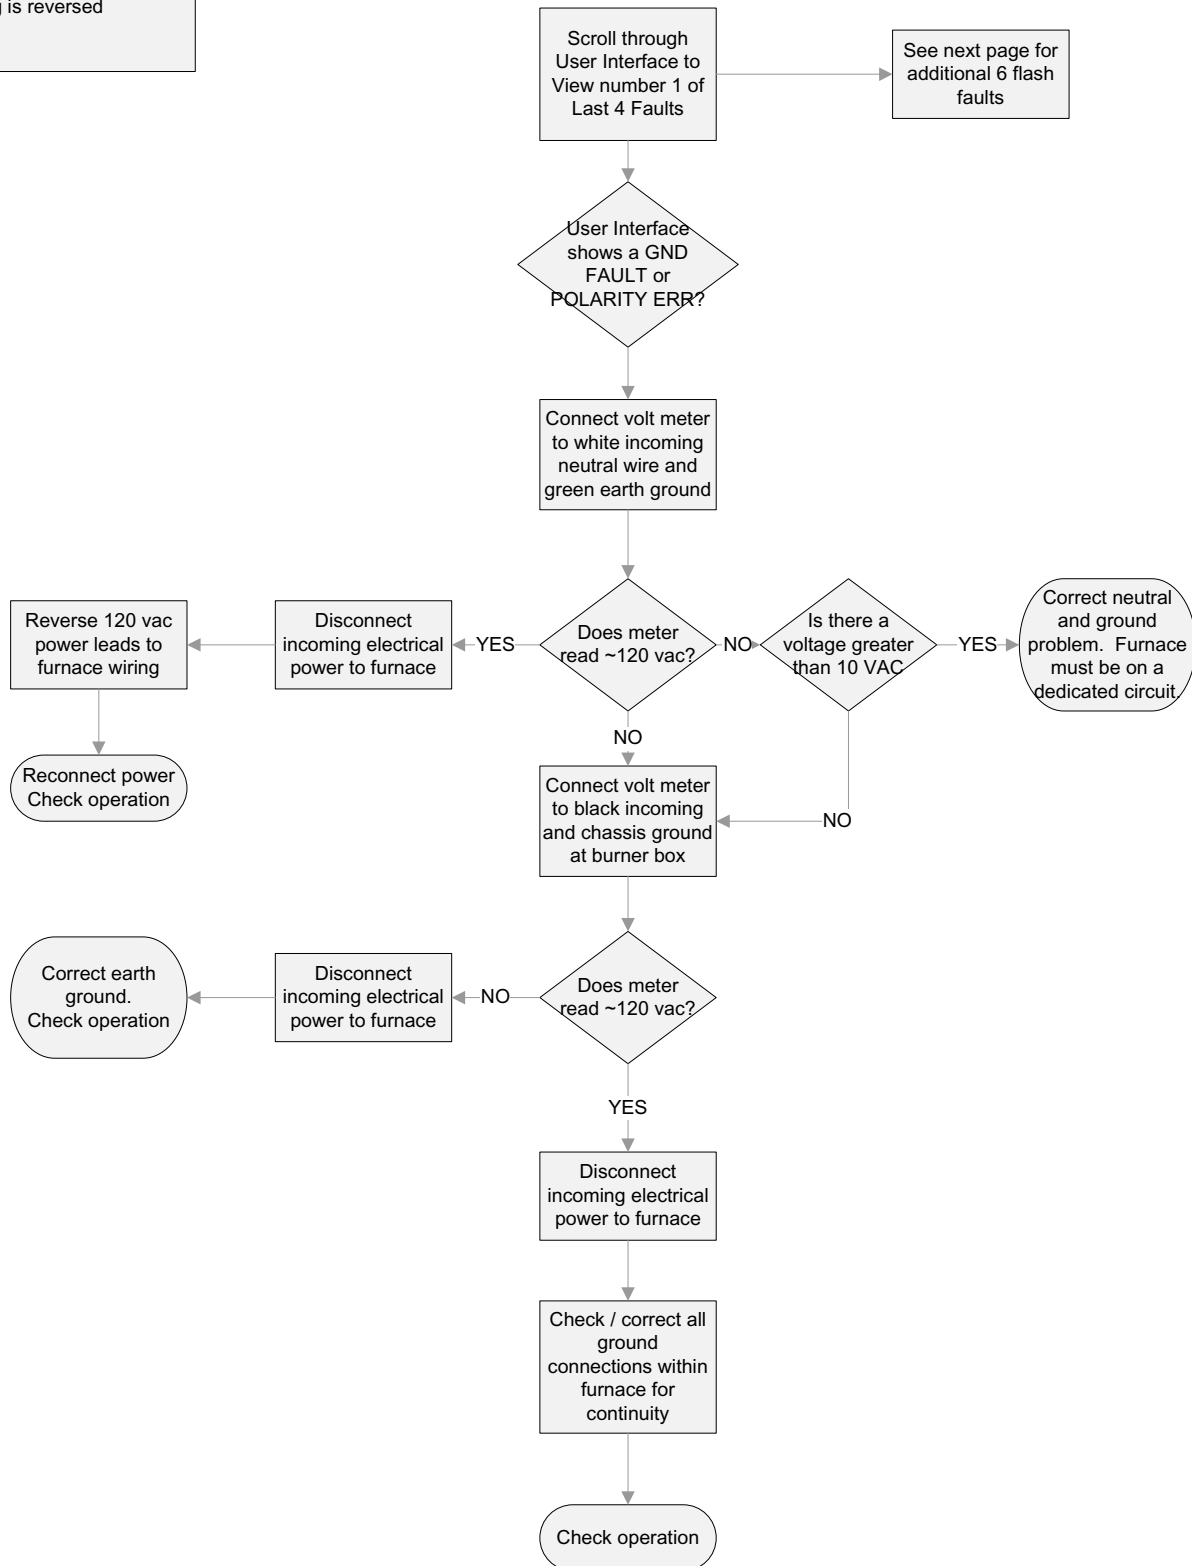 is reversed
Scroll through
User Interface to
View number 1 of
Last 4 Faults
See next page for
additional 6 flash
faults
User Interface
shows a GND
FAULT or
POLARITY ERR?
Connect volt meter
to white incoming
neutral wire and
green earth ground
Reverse 120 vac
power leads to
furnace wiring
Disconnect
incoming electrical
power to furnace
YES
Does meter
read ~120 vac?
NO
Is there a
voltage greater
than 10 VAC
YES
Correct neutral
and ground
problem. Furnace
must be on a
dedicated circuit.
NO
Reconnect power
Check operation
Connect volt meter
to black incoming
and chassis ground
at burner box
NO
Correct earth
ground.
Check operation
Disconnect
incoming electrical
power to furnace
NO
Does meter
read ~120 vac?
YES
Disconnect
incoming electrical
power to furnace
Check / correct all
ground
connections within
furnace for
continuity
Check operation